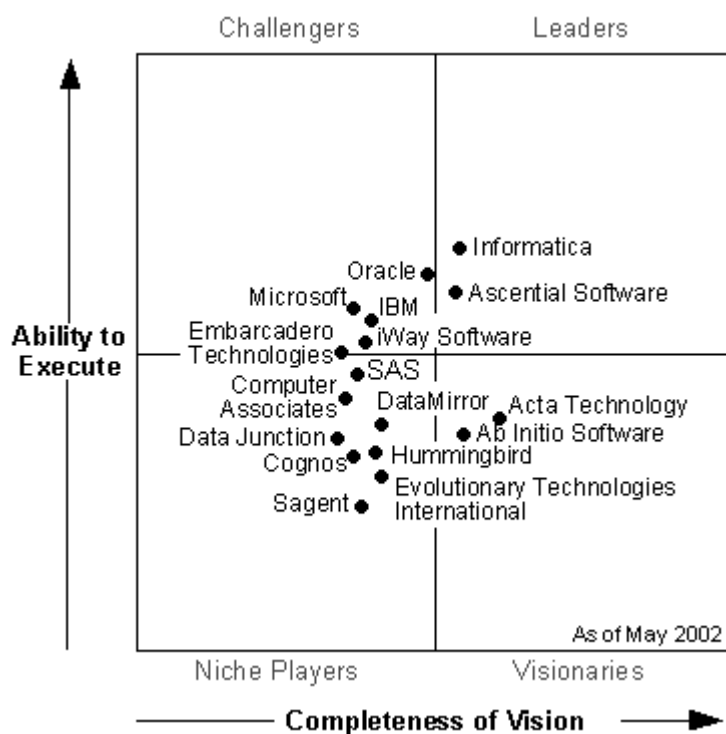 Challengers
Leaders
Informatica
Oracle
Ascential Software
Microsoft
IBM
Ability to
Execute
Embarcadero
Technologies
iWay Software
SAS
Computer
Associates
DataMirror
Acta Technology
Data Junction
Ab Initio Software
Cognos
Hummingbird
Evolutionary Technologies
International
Sagent
As of May 2002
Niche Players
Visionaries
Completeness of Vision